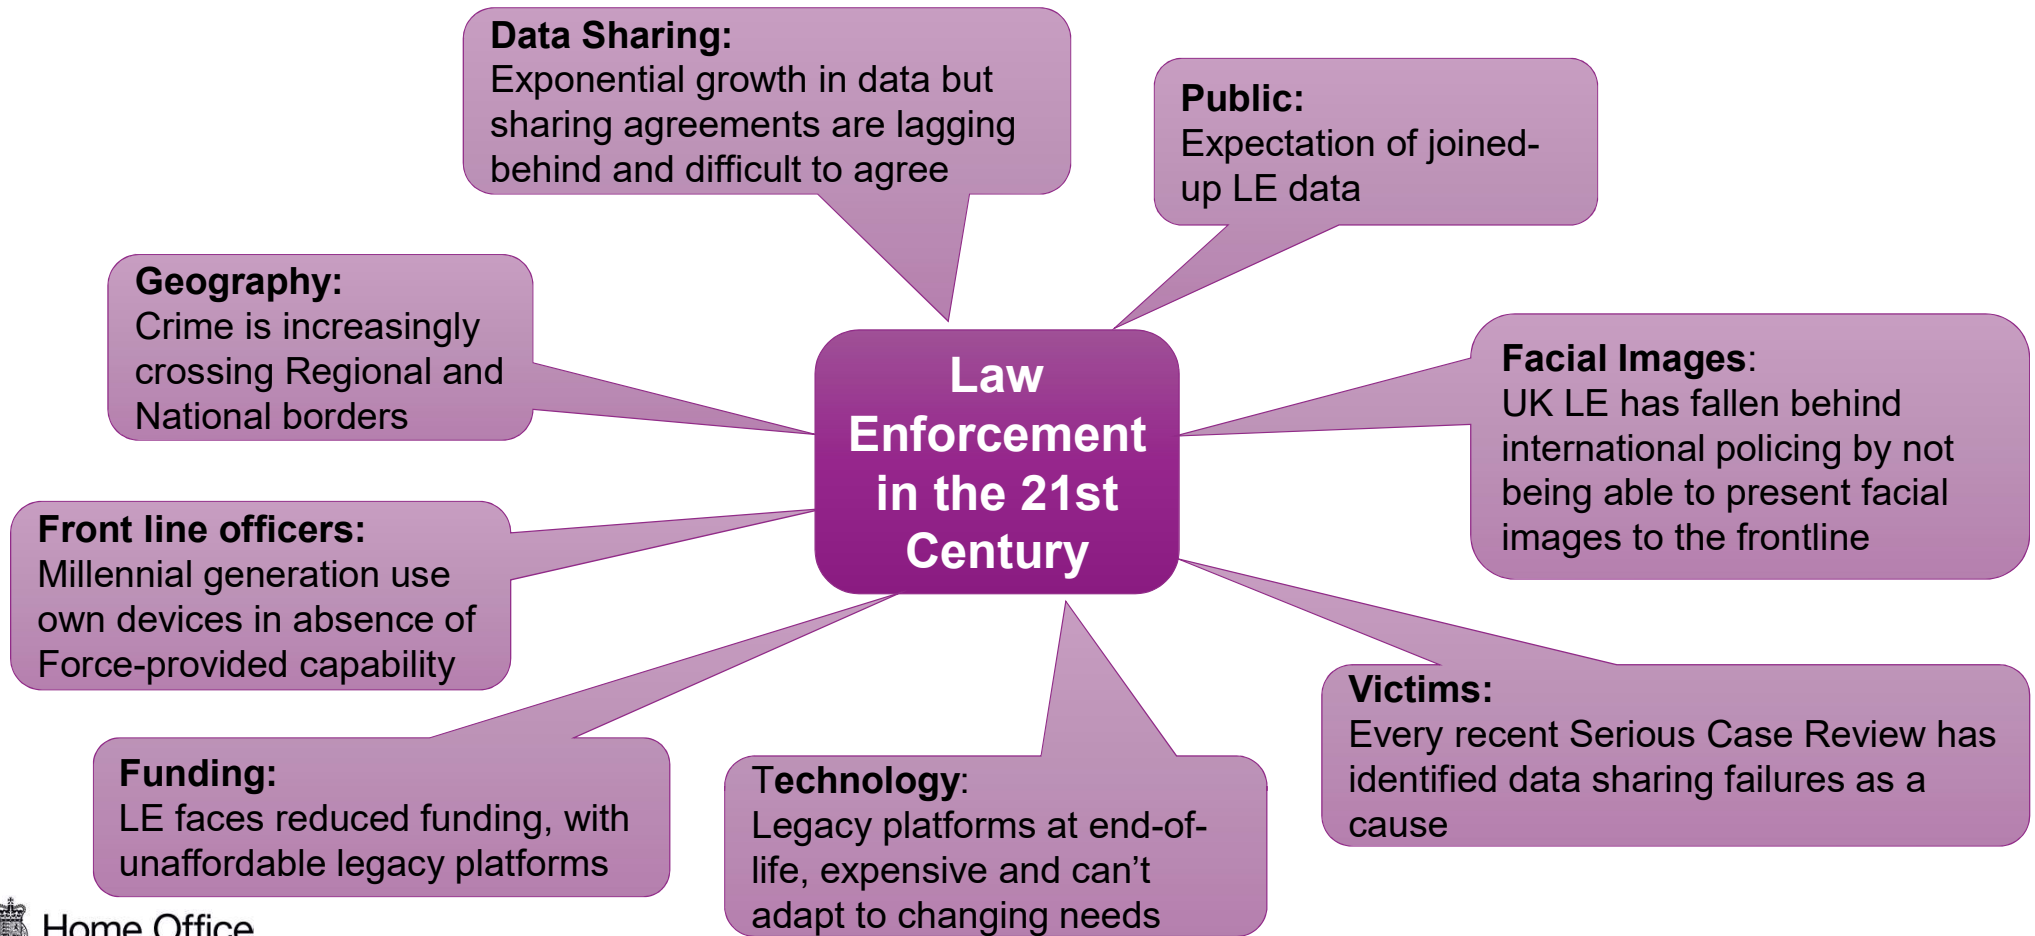 Data Sharing:
Exponential growth in data but
sharing agreements are lagging
behind and difficult to agree
Public:
Expectation of joined-
up LE data
Geography:
Crime is increasingly
crossing Regional and
National borders
Law
Enforcement
in the 21st
Century
Facial Images:
UK LE has fallen behind
international policing by not
being able to present facial
images to the frontline
Front line officers:
Millennial generation use
own devices in absence of
Force-provided capability
Victims:
Every recent Serious Case Review has
identified data sharing failures as a
cause
Funding:
LE faces reduced funding, with
unaffordable legacy platforms
Technology:
Legacy platforms at end-of-
life, expensive and can’t
adapt to changing needs
Home Office